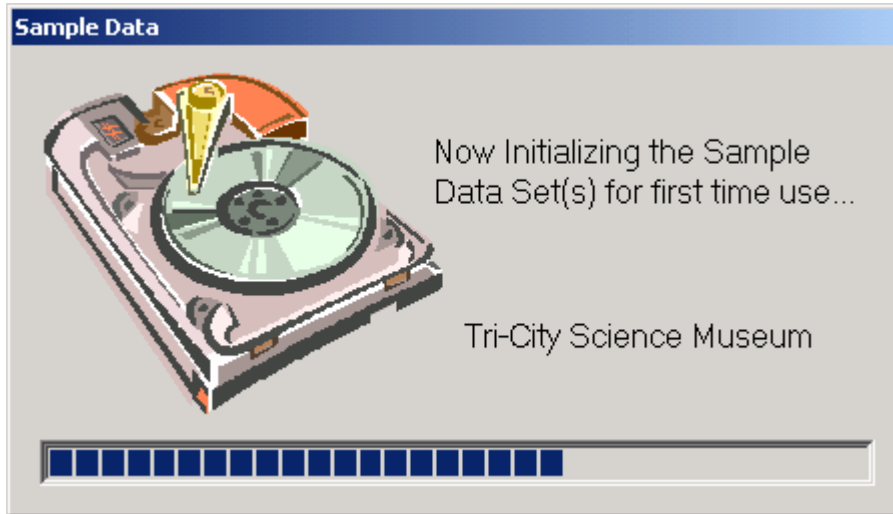 Sample Data
Now Initializing the Sample
Data Set(s) for first time use...
Tri-City Science Museum